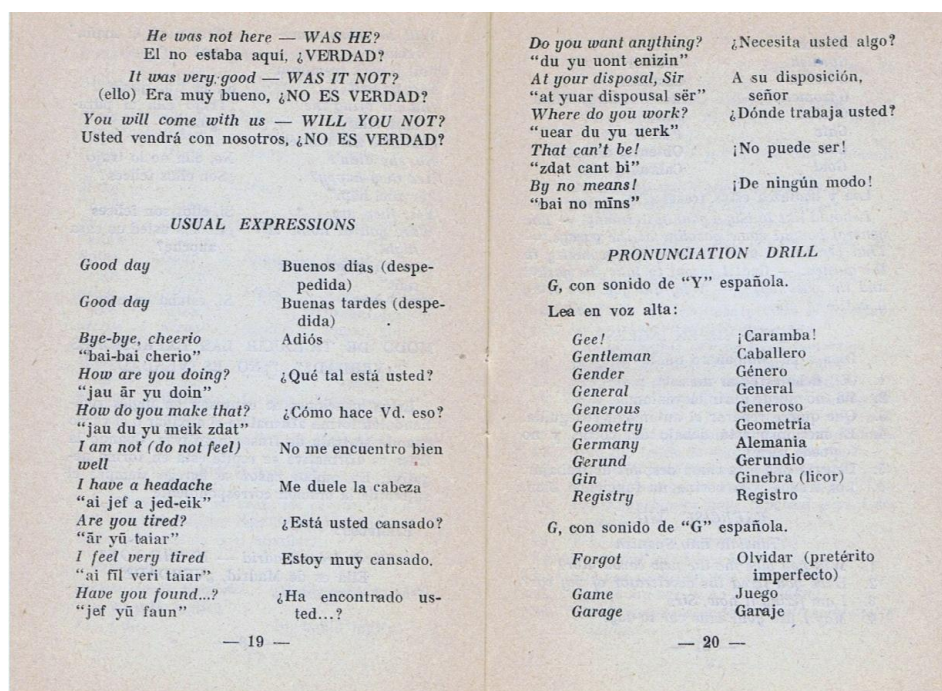 He was not here — WAS HE?
El no estaba aquí, ¿VERDAD?
It was very good — WAS IT NOT?
(ello) Era muy bueno, ¿NO ES VERDAD?
You will come with us — WILL YOU NOT?
Usted vendrá con nosotros, ¿NO ES VERDAD?
USUAL EXPRESSIONS
Good day Buenos dias (despe-
pedida)
Good day Buenas tardes (despe-
dida)
Bye-bye, cheerio Adiós
"bai-bai cherio"
How are you doing? ¿Qué tal está usted?
"jau ār yu doin"
How do you make that? ¿Cómo hace Vd. eso?
"jau du yu meik zdat"
I am not (do not feel) No me encuentro bien
well
I have a headache Me duele la cabeza
"ai jef a jed-eik"
Are you tired? ¿Está usted cansado?
"ār yū taiar"
I feel very tired Estoy muy cansado.
"ai fīl veri taiar"
Have you found...? ¿Ha encontrado us-
"jef yū faun" ted...?
— 19 —
Do you want anything? ¿Necesita usted algo?
"du yu uont enizin"
At your disposal, Sir A su disposición,
"at yuar dispousal sër" señor
Where do you work? ¿Dónde trabaja usted?
"uear du yu uerk"
That can't be! ¡No puede ser!
"zdat cant bi"
By no means! ¡De ningún modo!
"bai no mīns"
PRONUNCIATION DRILL
G, con sonido de "Y" española.
Lea en voz alta:
Gee! ¡Caramba!
Gentleman Caballero
Gender Género
General General
Generous Generoso
Geometry Geometría
Germany Alemania
Gerund Gerundio
Gin Ginebra (licor)
Registry Registro
G, con sonido de "G" española.
Forgot Olvidar (pretérito
imperfecto)
Game Juego
Garage Garaje
— 20 —